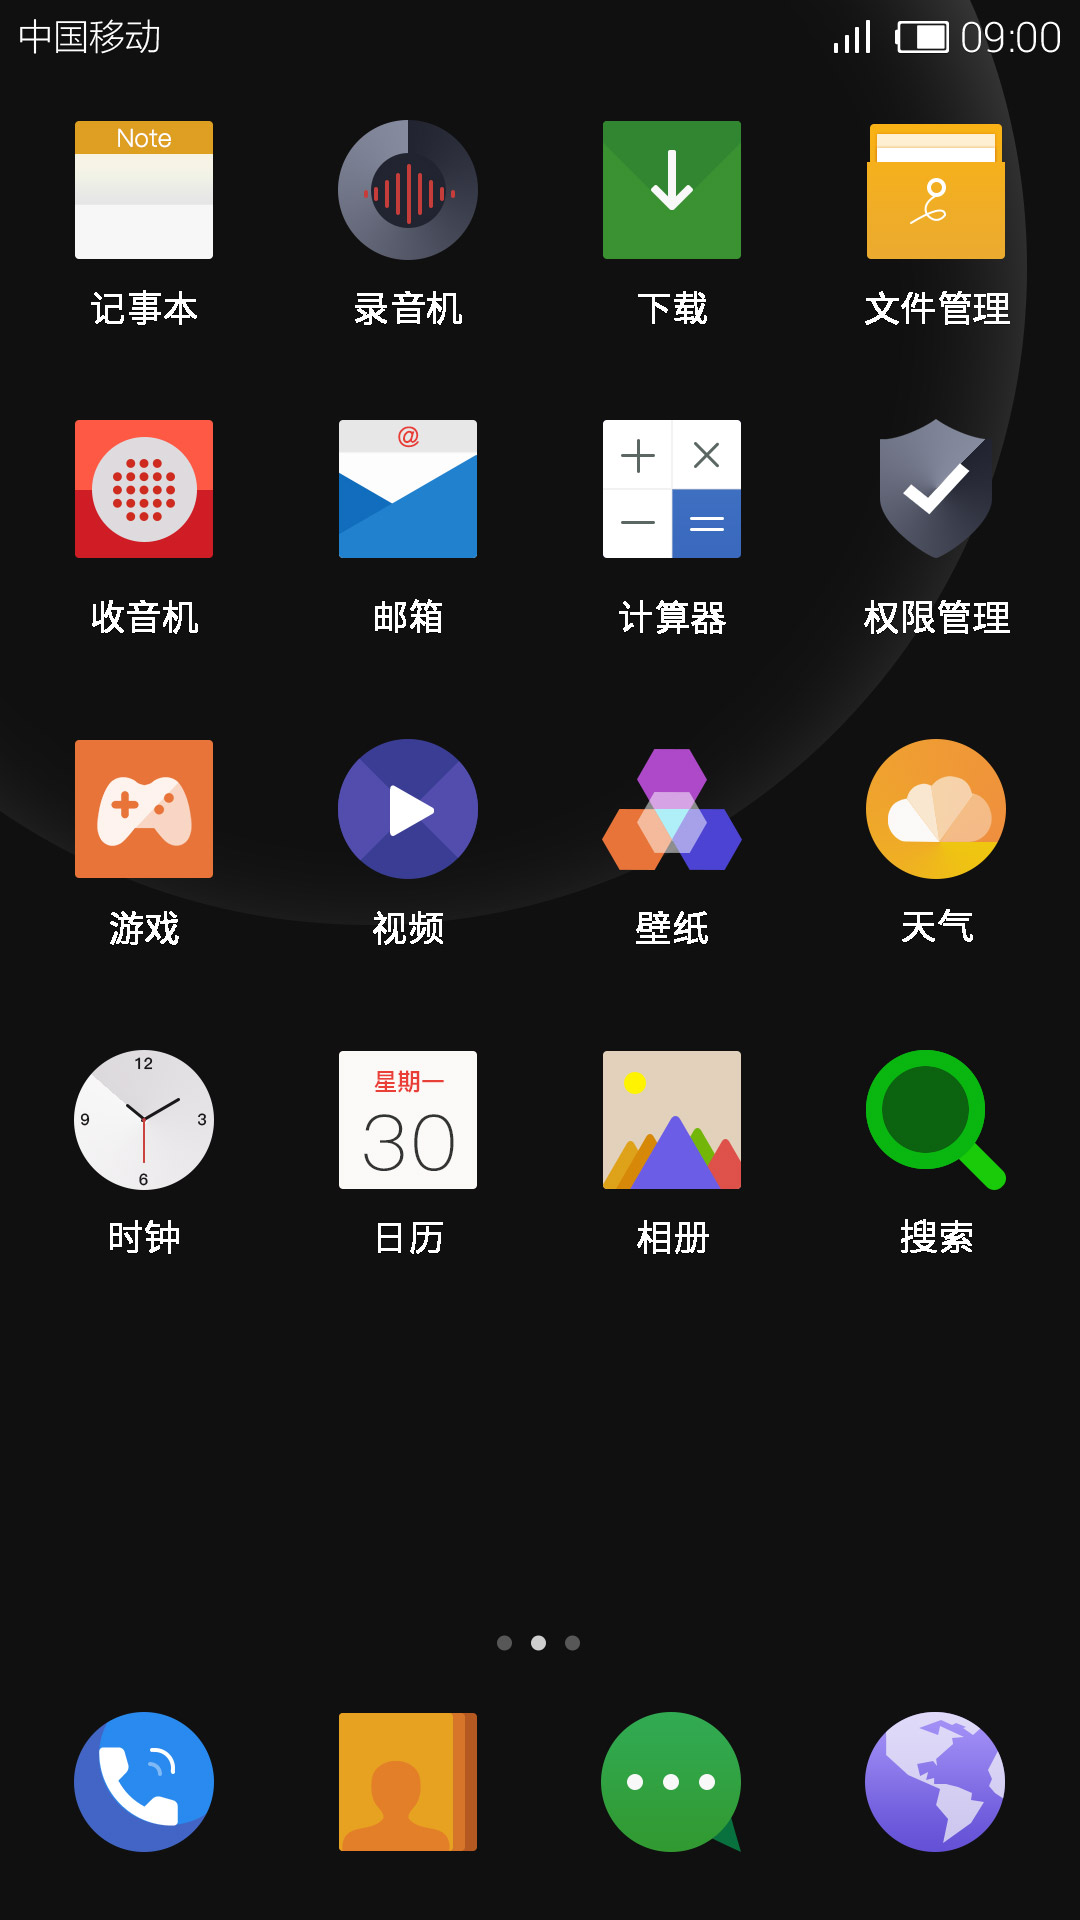 中国移动 09:00
Note
记事本 录音机 下载 文件管理
@
收音机 邮箱 计算器 权限管理
游戏 视频 壁纸 天气
12
9 3
6
星期一
30
时钟 日历 相册 搜索